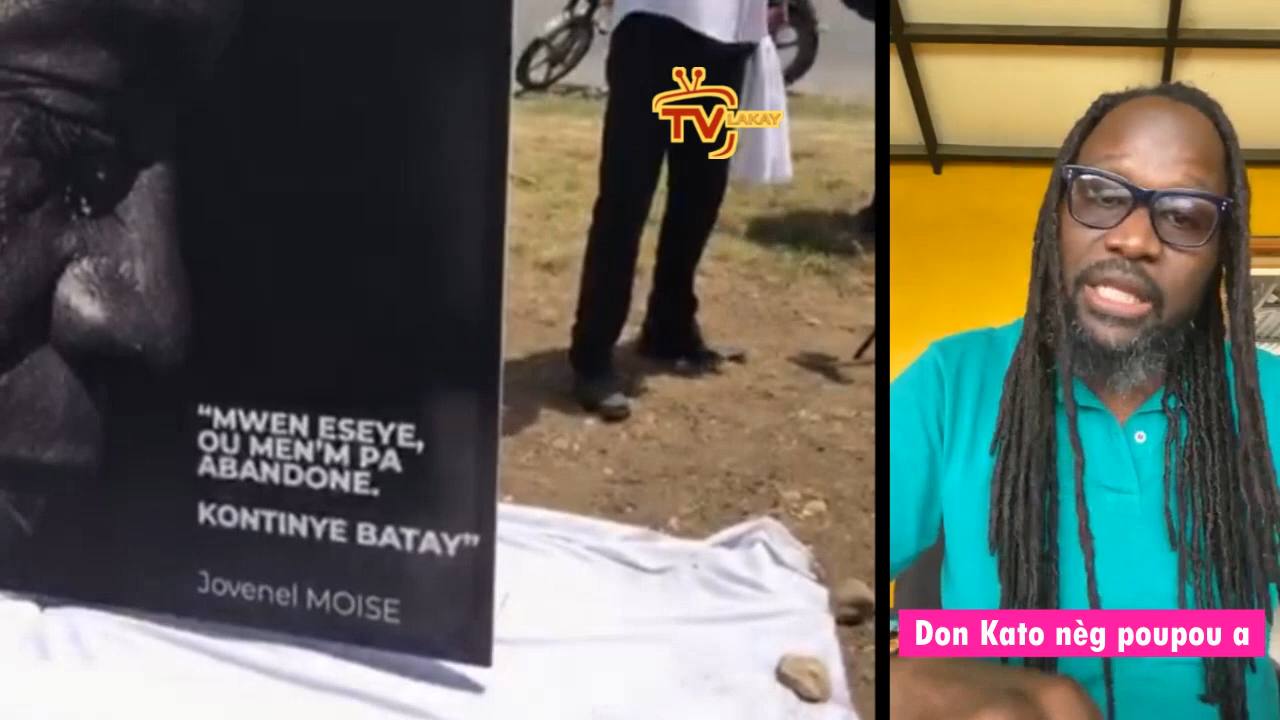 TV LAKAY
“MWEN ESEYE,
OU MEN'M PA
ABANDONE.
KONTINYE BATAY”
Jovenel MOISE
Don Kato nèg poupou a